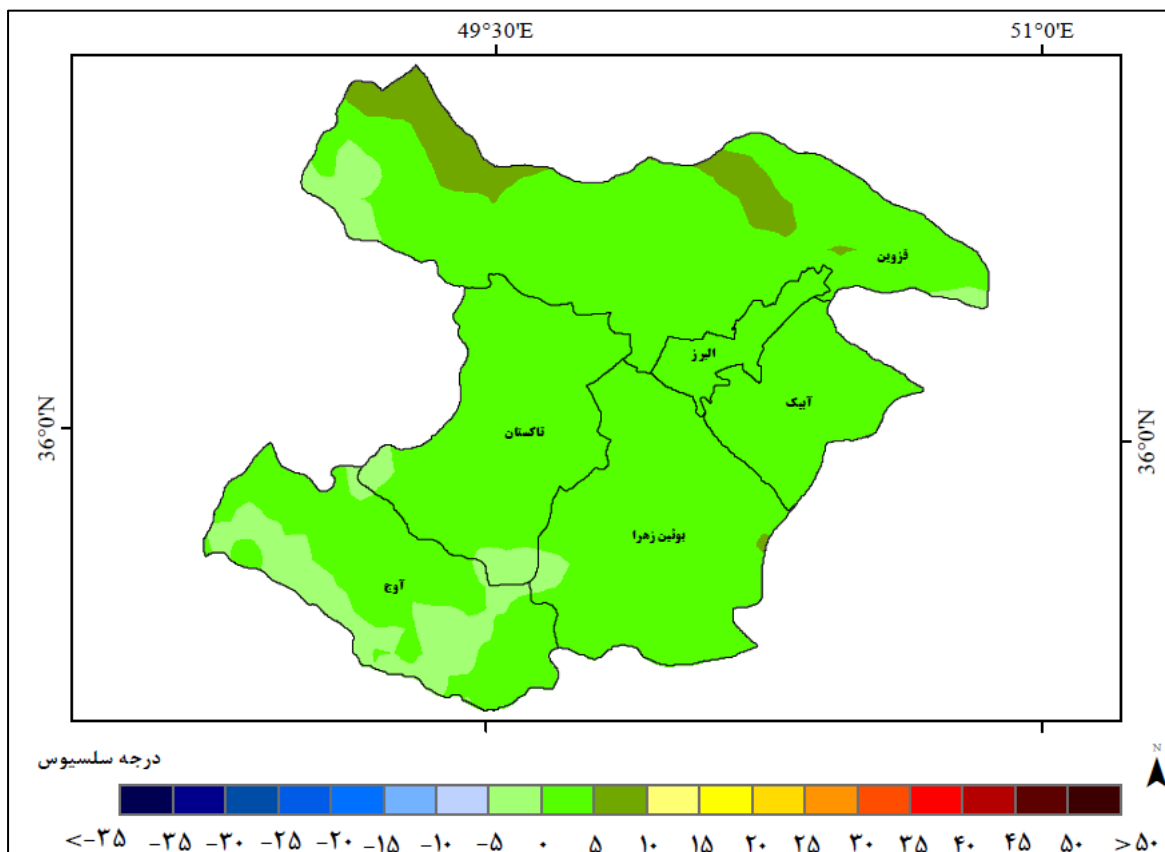 49°30'E 51°0'E
قزوین
البرز
آبیک
36°0'N 36°0'N
تاکستان
بوئین زهرا
آوج
درجه سلسیوس
N
<-۳۵ -۳۵ -۳۰ -۲۵ -۲۰ -۱۵ -۱۰ -۵ ۰ ۵ ۱۰ ۱۵ ۲۰ ۲۵ ۳۰ ۳۵ ۴۰ ۴۵ ۵۰ >۵۰